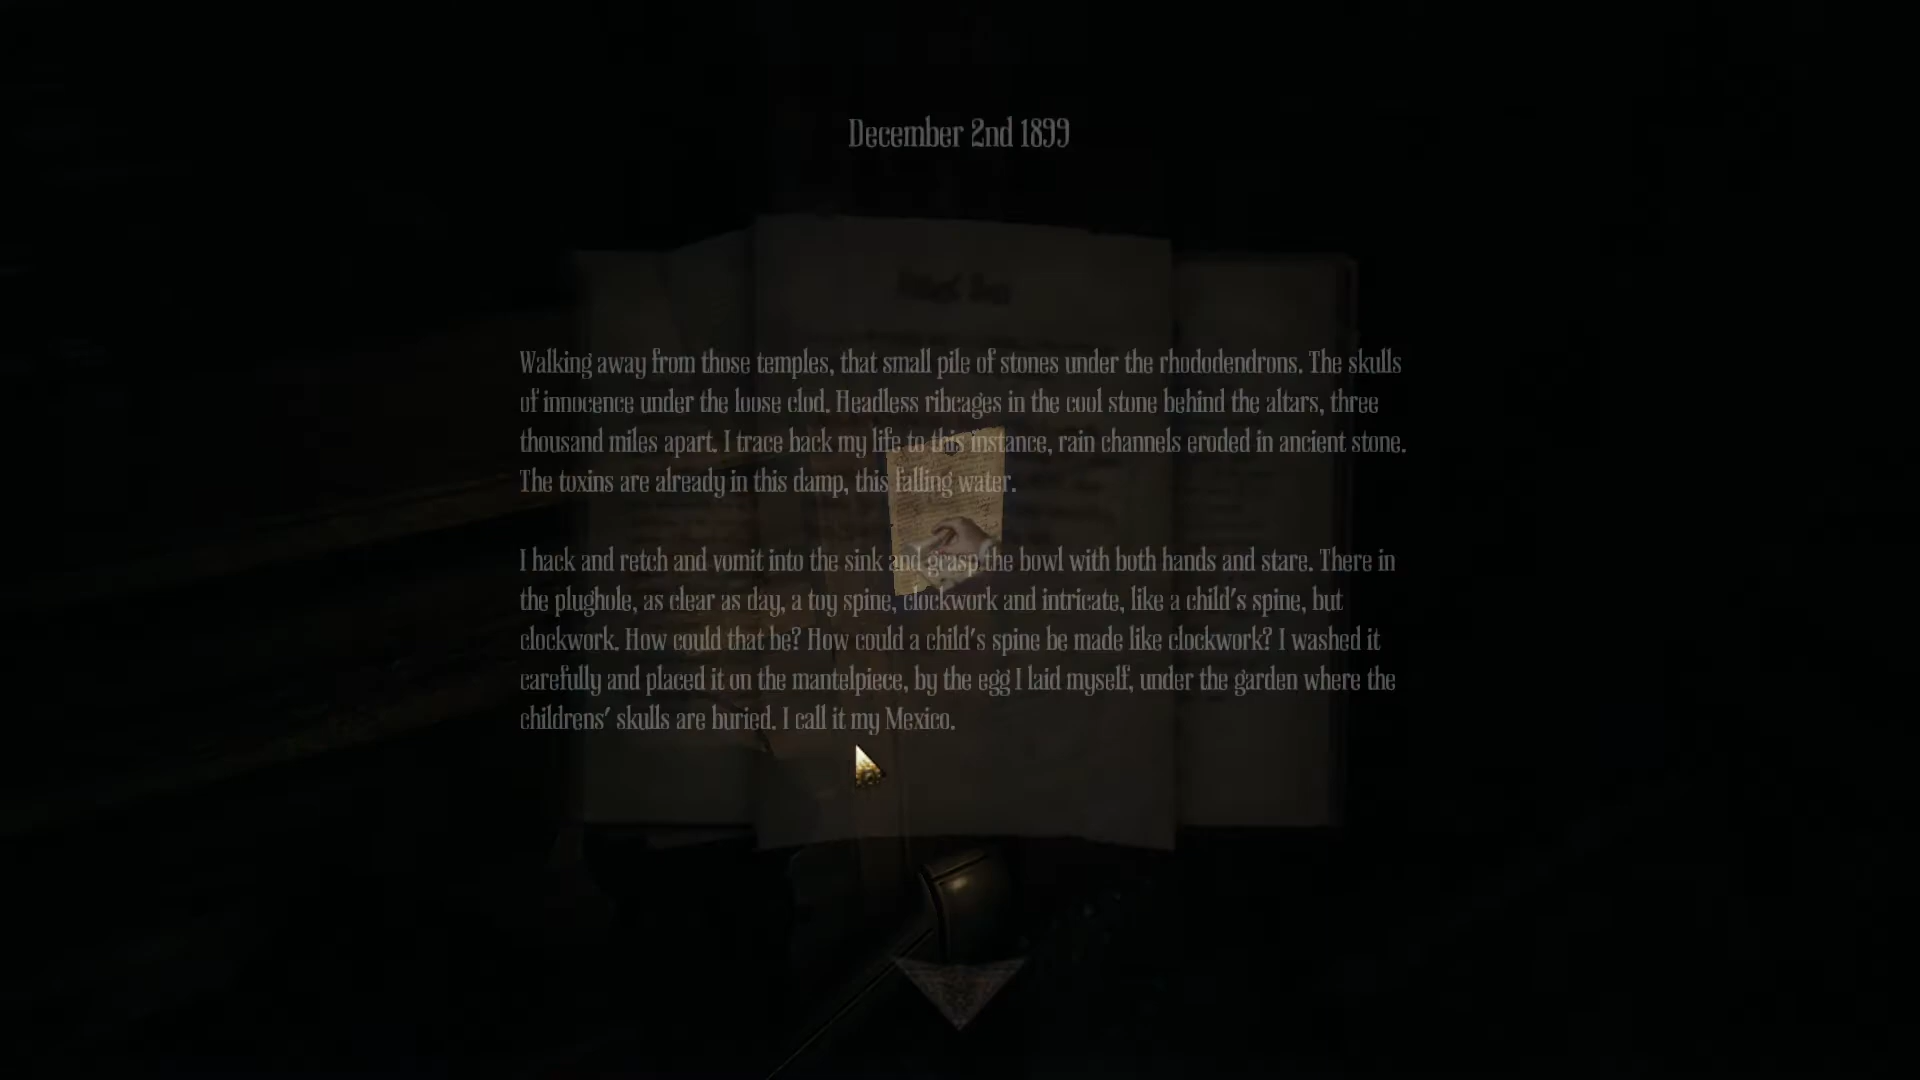 December 2nd 1899
Walking away from those temples, that small pile of stones under the rhododendrons. The skulls
of innocence under the loose clod. Headless ribcages in the cool stone behind the altars, three
thousand miles apart. I trace back my life to this instance, rain channels eroded in ancient stone.
The toxins are already in this damp, this falling water.
I hack and retch and vomit into the sink and grasp the bowl with both hands and stare. There in
the plughole, as clear as day, a toy spine, clockwork and intricate, like a child's spine, but
clockwork. How could that be? How could a child's spine be made like clockwork? I washed it
carefully and placed it on the mantelpiece, by the egg I laid myself, under the garden where the
childrens' skulls are buried. I call it my Mexico.